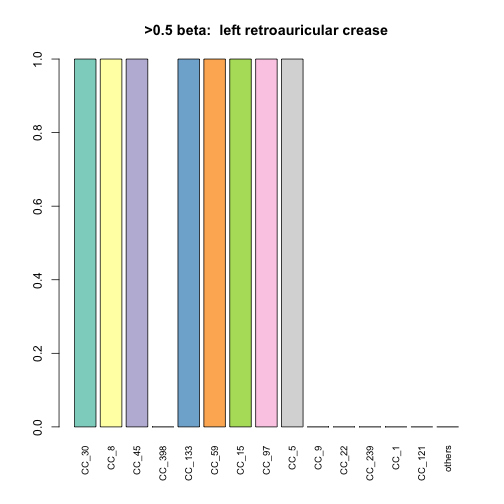 >0.5 beta:  left retroauricular crease
1.0
0.8
0.6
0.4
0.2
0.0
CC_30
CC_8
CC_45
CC_398
CC_133
CC_59
CC_15
CC_97
CC_5
CC_9
CC_22
CC_239
CC_1
CC_121
others